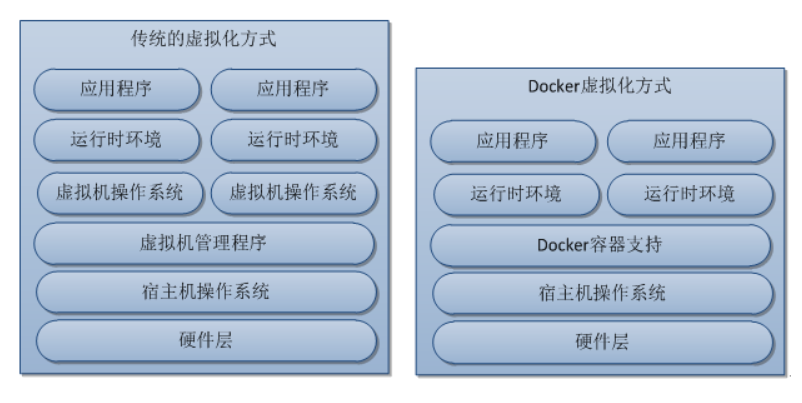 传统的虚拟化方式
应用程序 应用程序
运行时环境 运行时环境
虚拟机操作系统 虚拟机操作系统
虚拟机管理程序
宿主机操作系统
硬件层
Docker虚拟化方式
应用程序 应用程序
运行时环境 运行时环境
Docker容器支持
宿主机操作系统
硬件层